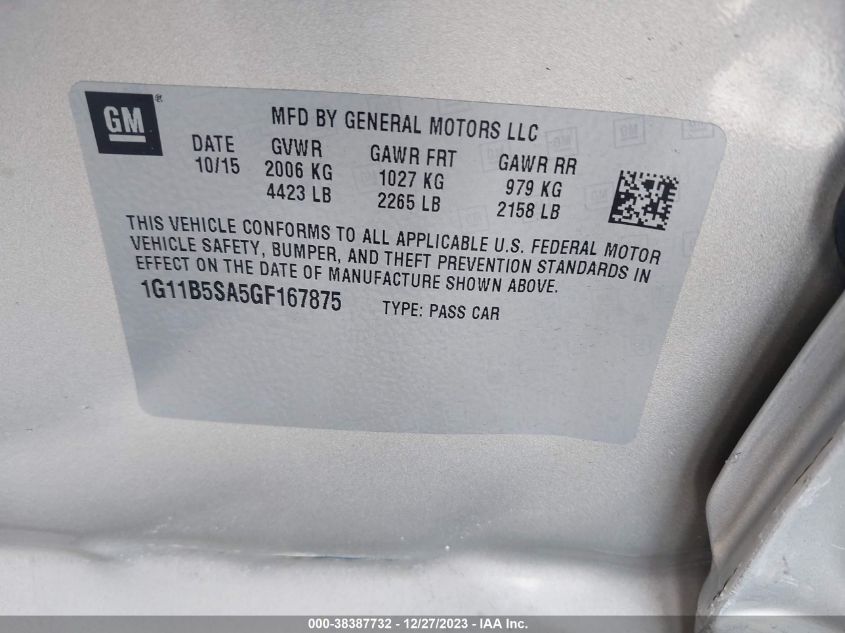 GM ®
MFD BY GENERAL MOTORS LLC
DATE GVWR GAWR FRT GAWR RR
10/15 2006 KG 1027 KG 979 KG
4423 LB 2265 LB 2158 LB
THIS VEHICLE CONFORMS TO ALL APPLICABLE U.S. FEDERAL MOTOR
VEHICLE SAFETY, BUMPER, AND THEFT PREVENTION STANDARDS IN
EFFECT ON THE DATE OF MANUFACTURE SHOWN ABOVE.
1G11B5SA5GF167875 TYPE: PASS CAR
000-38387732 - 12/27/2023 - IAA Inc.